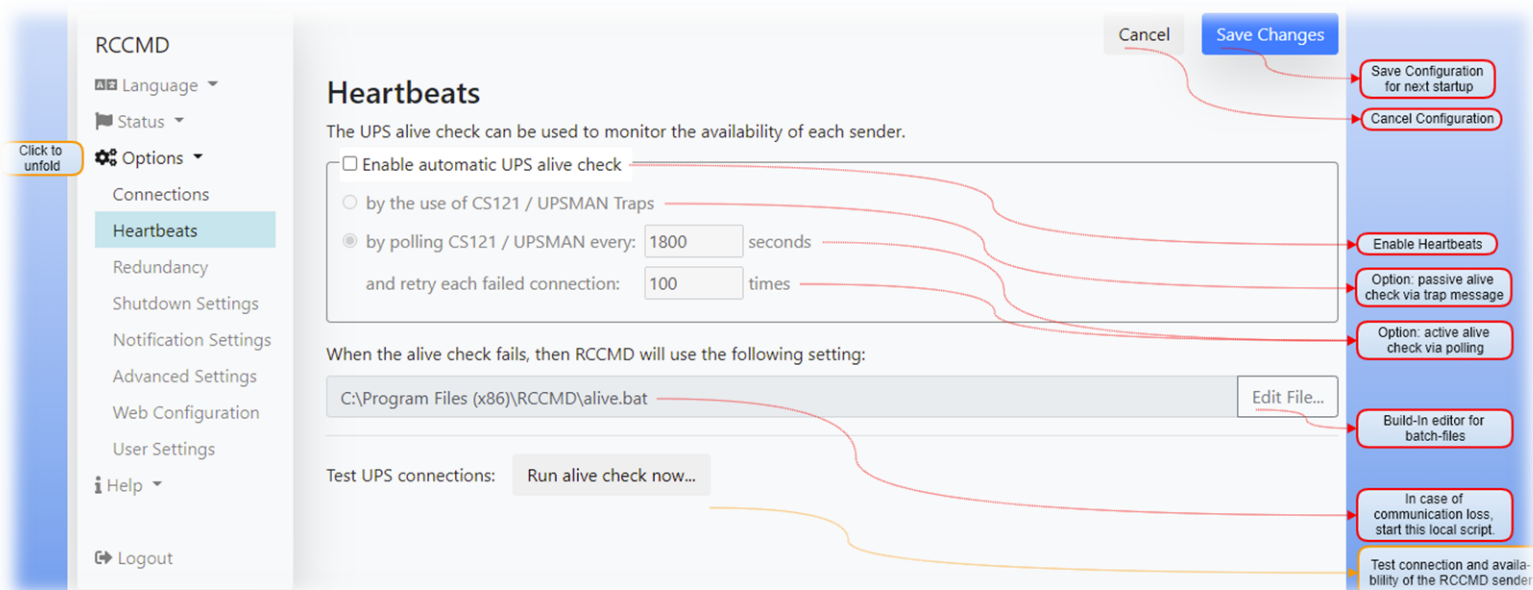 RCCMD
Language
Status
Click to
unfold
Options
Connections
Heartbeats
Redundancy
Shutdown Settings
Notification Settings
Advanced Settings
Web Configuration
User Settings
Help
Logout
Cancel
Save Changes
Heartbeats
The UPS alive check can be used to monitor the availability of each sender.
Enable automatic UPS alive check
by the use of CS121 / UPSMAN Traps
by polling CS121 / UPSMAN every: 1800 seconds
and retry each failed connection: 100 times
When the alive check fails, then RCCMD will use the following setting:
C:\Program Files (x86)\RCCMD\alive.bat
Edit File...
Test UPS connections: Run alive check now...
Save Configuration
for next startup
Cancel Configuration
Enable Heartbeats
Option: passive alive
check via trap message
Option: active alive
check via polling
Build-In editor for
batch-files
In case of
communication loss,
start this local script.
Test connection and availa-
blility of the RCCMD sender